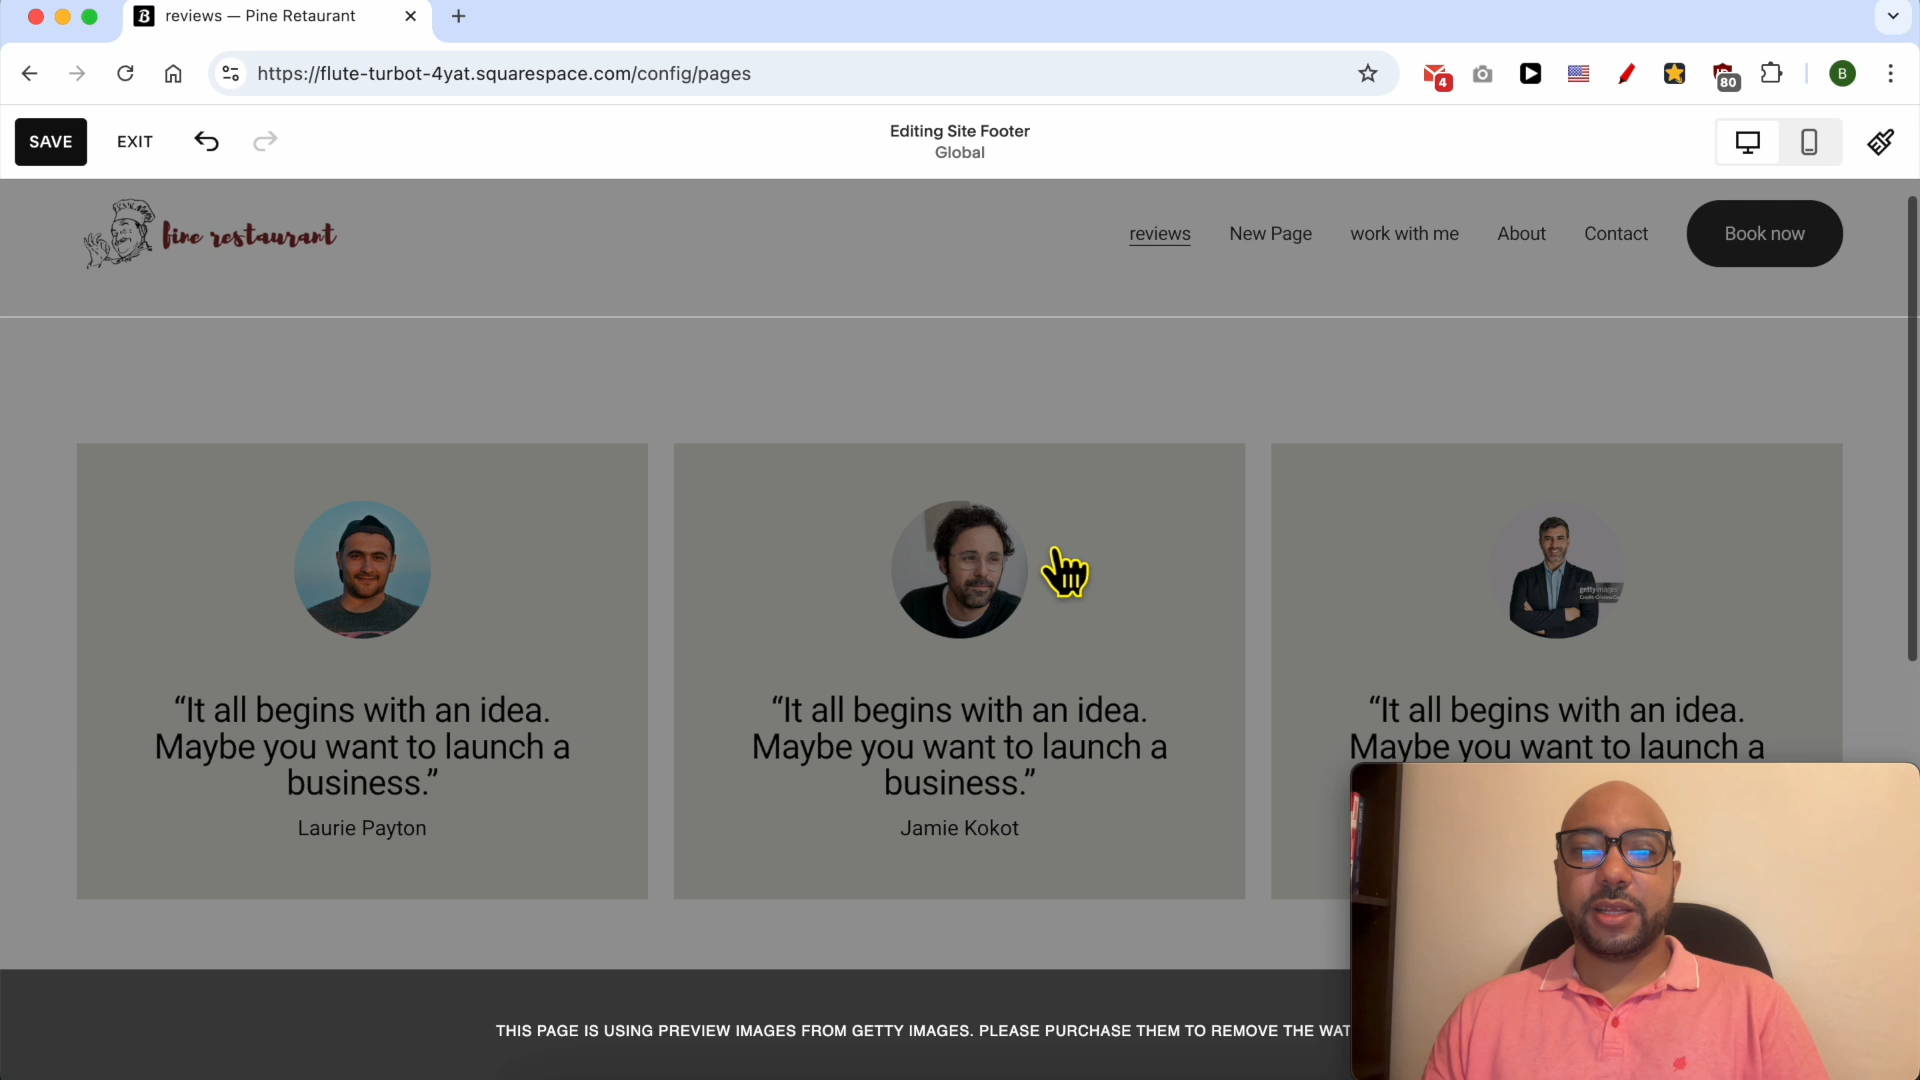 reviews — Pine Retaurant
https://flute-turbot-4yat.squarespace.com/config/pages
4
80
B
SAVE
EXIT
Editing Site Footer
Global
fine restaurant
reviews
New Page
work with me
About
Contact
Book now
gettyimages
“It all begins with an idea.
Maybe you want to launch a
business.”
Laurie Payton
“It all begins with an idea.
Maybe you want to launch a
business.”
Jamie Kokot
“It all begins with an idea.
Maybe you want to launch a
THIS PAGE IS USING PREVIEW IMAGES FROM GETTY IMAGES. PLEASE PURCHASE THEM TO REMOVE THE WAT